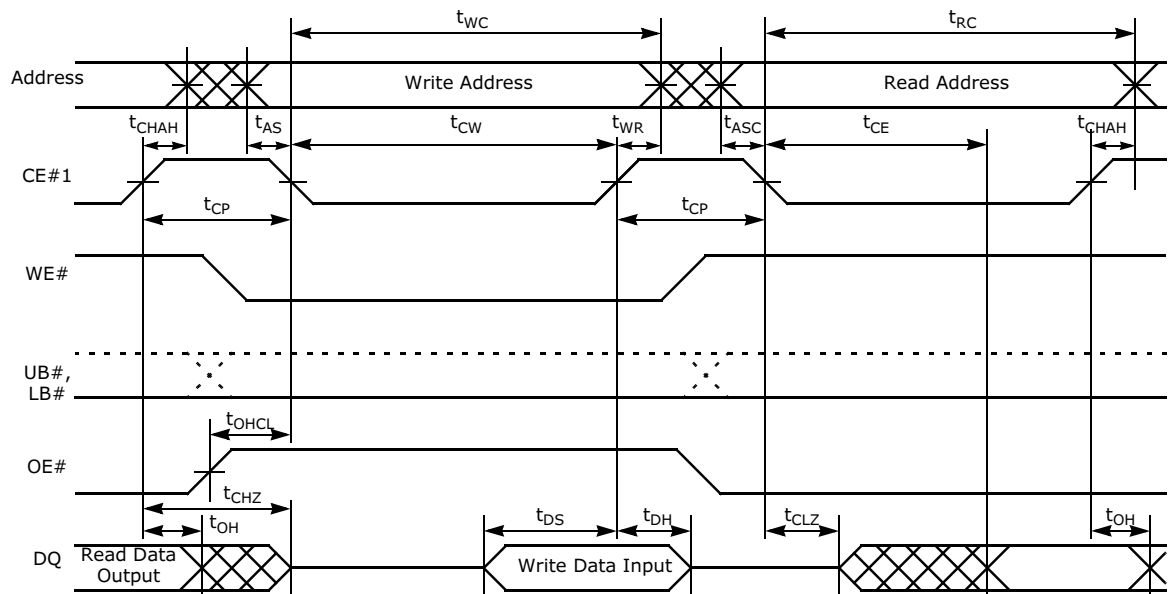 tWC
tRC
Address
Write Address
Read Address
tCHAH
tAS
tCW
tWR
tASC
tCE
tCHAH
CE#1
tCP
tCP
WE#
UB#,
LB#
tOHCL
OE#
tCHZ
tOH
tDS
tDH
tCLZ
tOH
DQ
Read Data
Output
Write Data Input